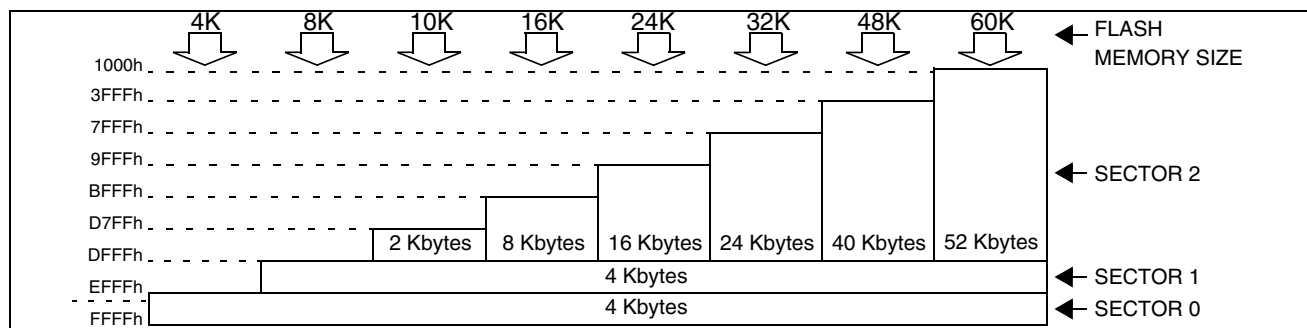 4K 8K 10K 16K 24K 32K 48K 60K FLASH
MEMORY SIZE
1000h
3FFFh
7FFFh
9FFFh
SECTOR 2
BFFFh
D7FFh
2 Kbytes 8 Kbytes 16 Kbytes 24 Kbytes 40 Kbytes 52 Kbytes
DFFFh
4 Kbytes SECTOR 1
EFFFh
4 Kbytes SECTOR 0
FFFFh